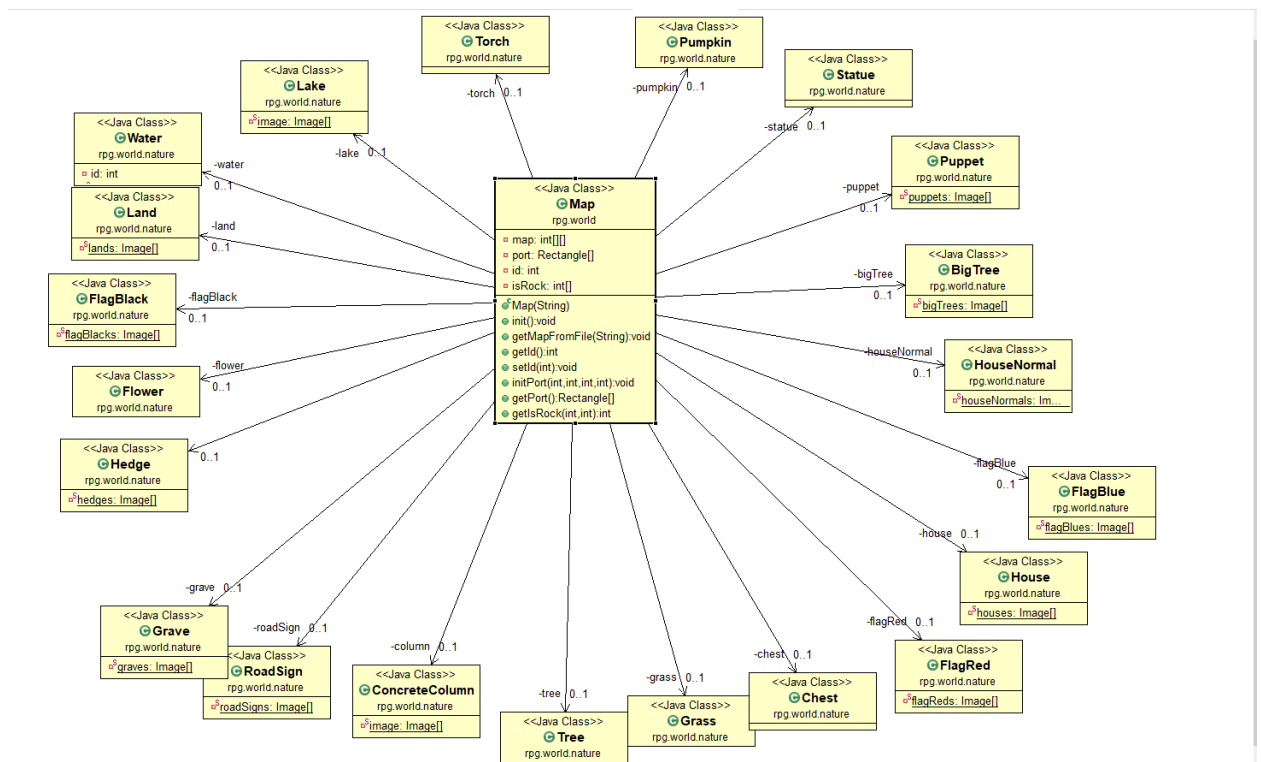 <<Java Class>>
Torch
rpg.world.nature
<<Java Class>>
Pumpkin
rpg.world.nature
<<Java Class>>
Statue
rpg.world.nature
<<Java Class>>
Lake
rpg.world.nature
image: Image[]
-torch 0..1
-pumpkin 0..1
-statue 0..1
-lake 0..1
<<Java Class>>
Water
rpg.world.nature
id: int
-water
0..1
<<Java Class>>
Puppet
rpg.world.nature
puppets: Image[]
-puppet
0..1
<<Java Class>>
Map
rpg.world
map: int[][]
port: Rectangle[]
id: int
isRock: int[]
Map(String)
init():void
getMapFromFile(String):void
getId():int
setId(int):void
initPort(int,int,int,int):void
getPort():Rectangle[]
getIsRock(int,int):int
<<Java Class>>
Land
rpg.world.nature
lands: Image[]
-land
0..1
<<Java Class>>
BigTree
rpg.world.nature
bigTrees: Image[]
-bigTree
0..1
<<Java Class>>
FlagBlack
rpg.world.nature
flagBlacks: Image[]
-flagBlack
0..1
<<Java Class>>
HouseNormal
rpg.world.nature
houseNormals: Im...
-houseNormal
0..1
<<Java Class>>
Flower
rpg.world.nature
-flower
0..1
<<Java Class>>
Hedge
rpg.world.nature
hedges: Image[]
0..1
<<Java Class>>
FlagBlue
rpg.world.nature
flagBlues: Image[]
-flagBlue
0..1
<<Java Class>>
House
rpg.world.nature
houses: Image[]
-house 0..1
<<Java Class>>
Grave
rpg.world.nature
graves: Image[]
-grave 0..1
<<Java Class>>
RoadSign
rpg.world.nature
roadSigns: Image[]
-roadSign 0..1
<<Java Class>>
ConcreteColumn
rpg.world.nature
image: Image[]
-column 0..1
<<Java Class>>
Tree
rpg.world.nature
-tree 0..1
<<Java Class>>
Grass
rpg.world.nature
-grass 0..1
<<Java Class>>
Chest
rpg.world.nature
-chest 0..1
<<Java Class>>
FlagRed
rpg.world.nature
flagReds: Image[]
-flagRed 0..1